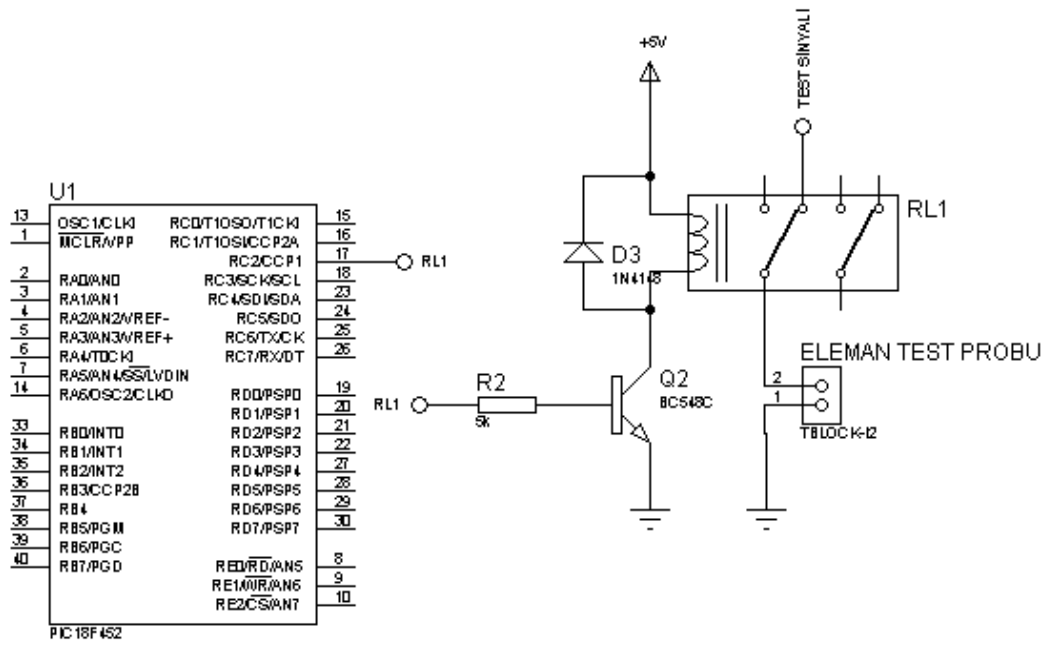 U1
13 OSC1/CLKI
1 MCLR/VPP
2 RA0/AN0
3 RA1/AN1
4 RA2/AN2/VREF-
5 RA3/AN3/VREF+
6 RA4/T0CKI
7 RA5/AN4/SS/LVDIN
14 RA6/OSC2/CLKO
33 RB0/INT0
34 RB1/INT1
35 RB2/INT2
36 RB3/CCP2B
37 RB4
38 RB5/PGM
39 RB6/PGC
40 RB7/PGD
RC0/T1OSO/T1CKI 15
RC1/T1OSI/CCP2A 16
RC2/CCP1 17
RC3/SCK/SCL 18
RC4/SDI/SDA 23
RC5/SDO 24
RC6/TX/CK 25
RC7/RX/DT 26
RD0/PSP0 19
RD1/PSP1 20
RD2/PSP2 21
RD3/PSP3 22
RD4/PSP4 27
RD5/PSP5 28
RD6/PSP6 29
RD7/PSP7 30
RE0/RD/AN5 8
RE1/WR/AN6 9
RE2/CS/AN7 10
PIC18F452
RL1
RL1
R2
5k
+5V
D3
1N4148
Q2
BC548C
TEST SİNYALİ
RL1
ELEMAN TEST PROBU
2
1
TBLOCK-I2